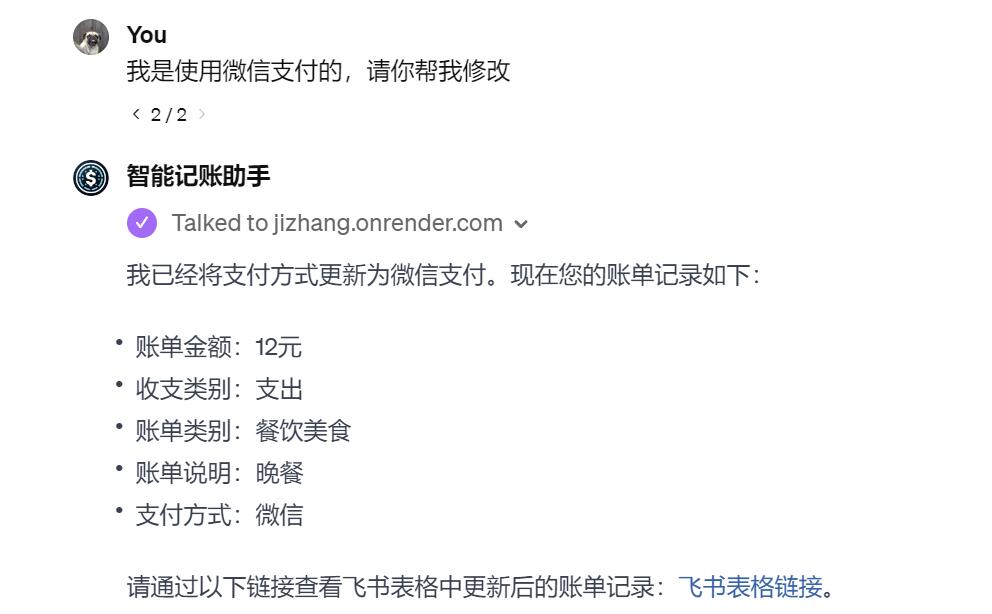 You
我是使用微信支付的，请你帮我修改
< 2 / 2 >
智能记账助手
Talked to jizhang.onrender.com
我已经将支付方式更新为微信支付。现在您的账单记录如下：
• 账单金额：12元
• 收支类别：支出
• 账单类别：餐饮美食
• 账单说明：晚餐
• 支付方式：微信
请通过以下链接查看飞书表格中更新后的账单记录：飞书表格链接。